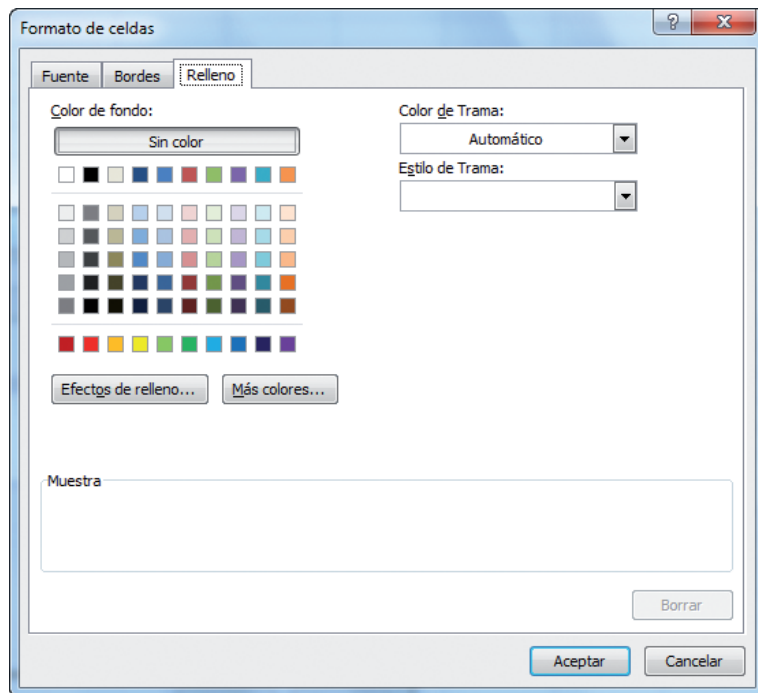 Formato de celdas
Fuente Bordes Relleno
Color de fondo:
Sin color
Color de Trama:
Automático
Estilo de Trama:
Efectos de relleno...
Más colores...
Muestra
Borrar
Aceptar
Cancelar